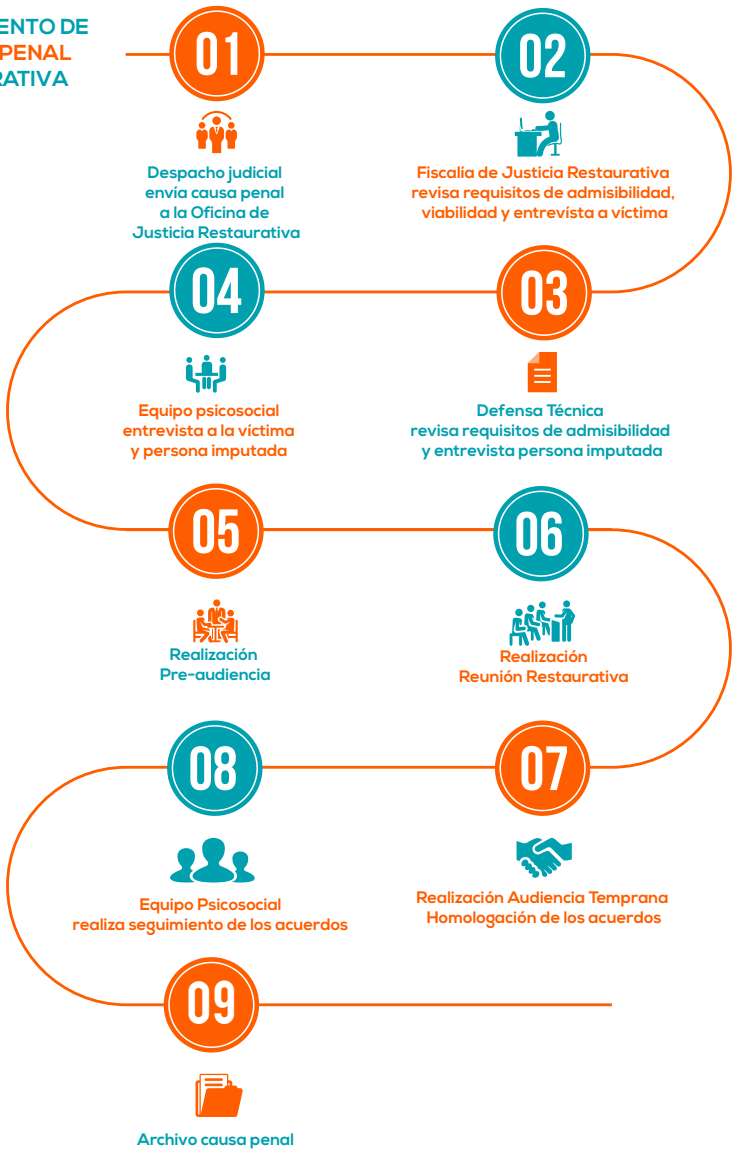 ENTO DE
PENAL
RATIVA
01
Despacho judicial
envía causa penal
a la Oficina de
Justicia Restaurativa
02
Fiscalía de Justicia Restaurativa
revisa requisitos de admisibilidad,
viabilidad y entrevísta a víctima
03
Defensa Técnica
revisa requisitos de admisibilidad
y entrevista persona imputada
04
Equipo psicosocial
entrevista a la víctima
y persona imputada
05
Realización
Pre-audiencia
06
Realización
Reunión Restaurativa
07
Realización Audiencia Temprana
Homologación de los acuerdos
08
Equipo Psicosocial
realiza seguimiento de los acuerdos
09
Archivo causa penal